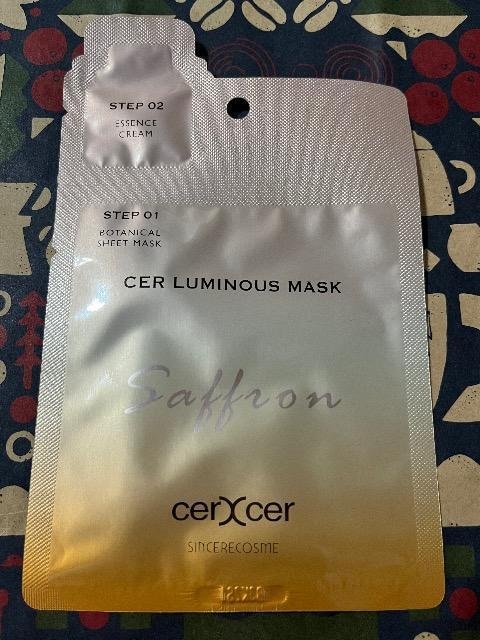 STEP 02
ESSENCE
CREAM
STEP 01
BOTANICAL
SHEET MASK
CER LUMINOUS MASK
Saffron
cerXcer
SINCERECOSME